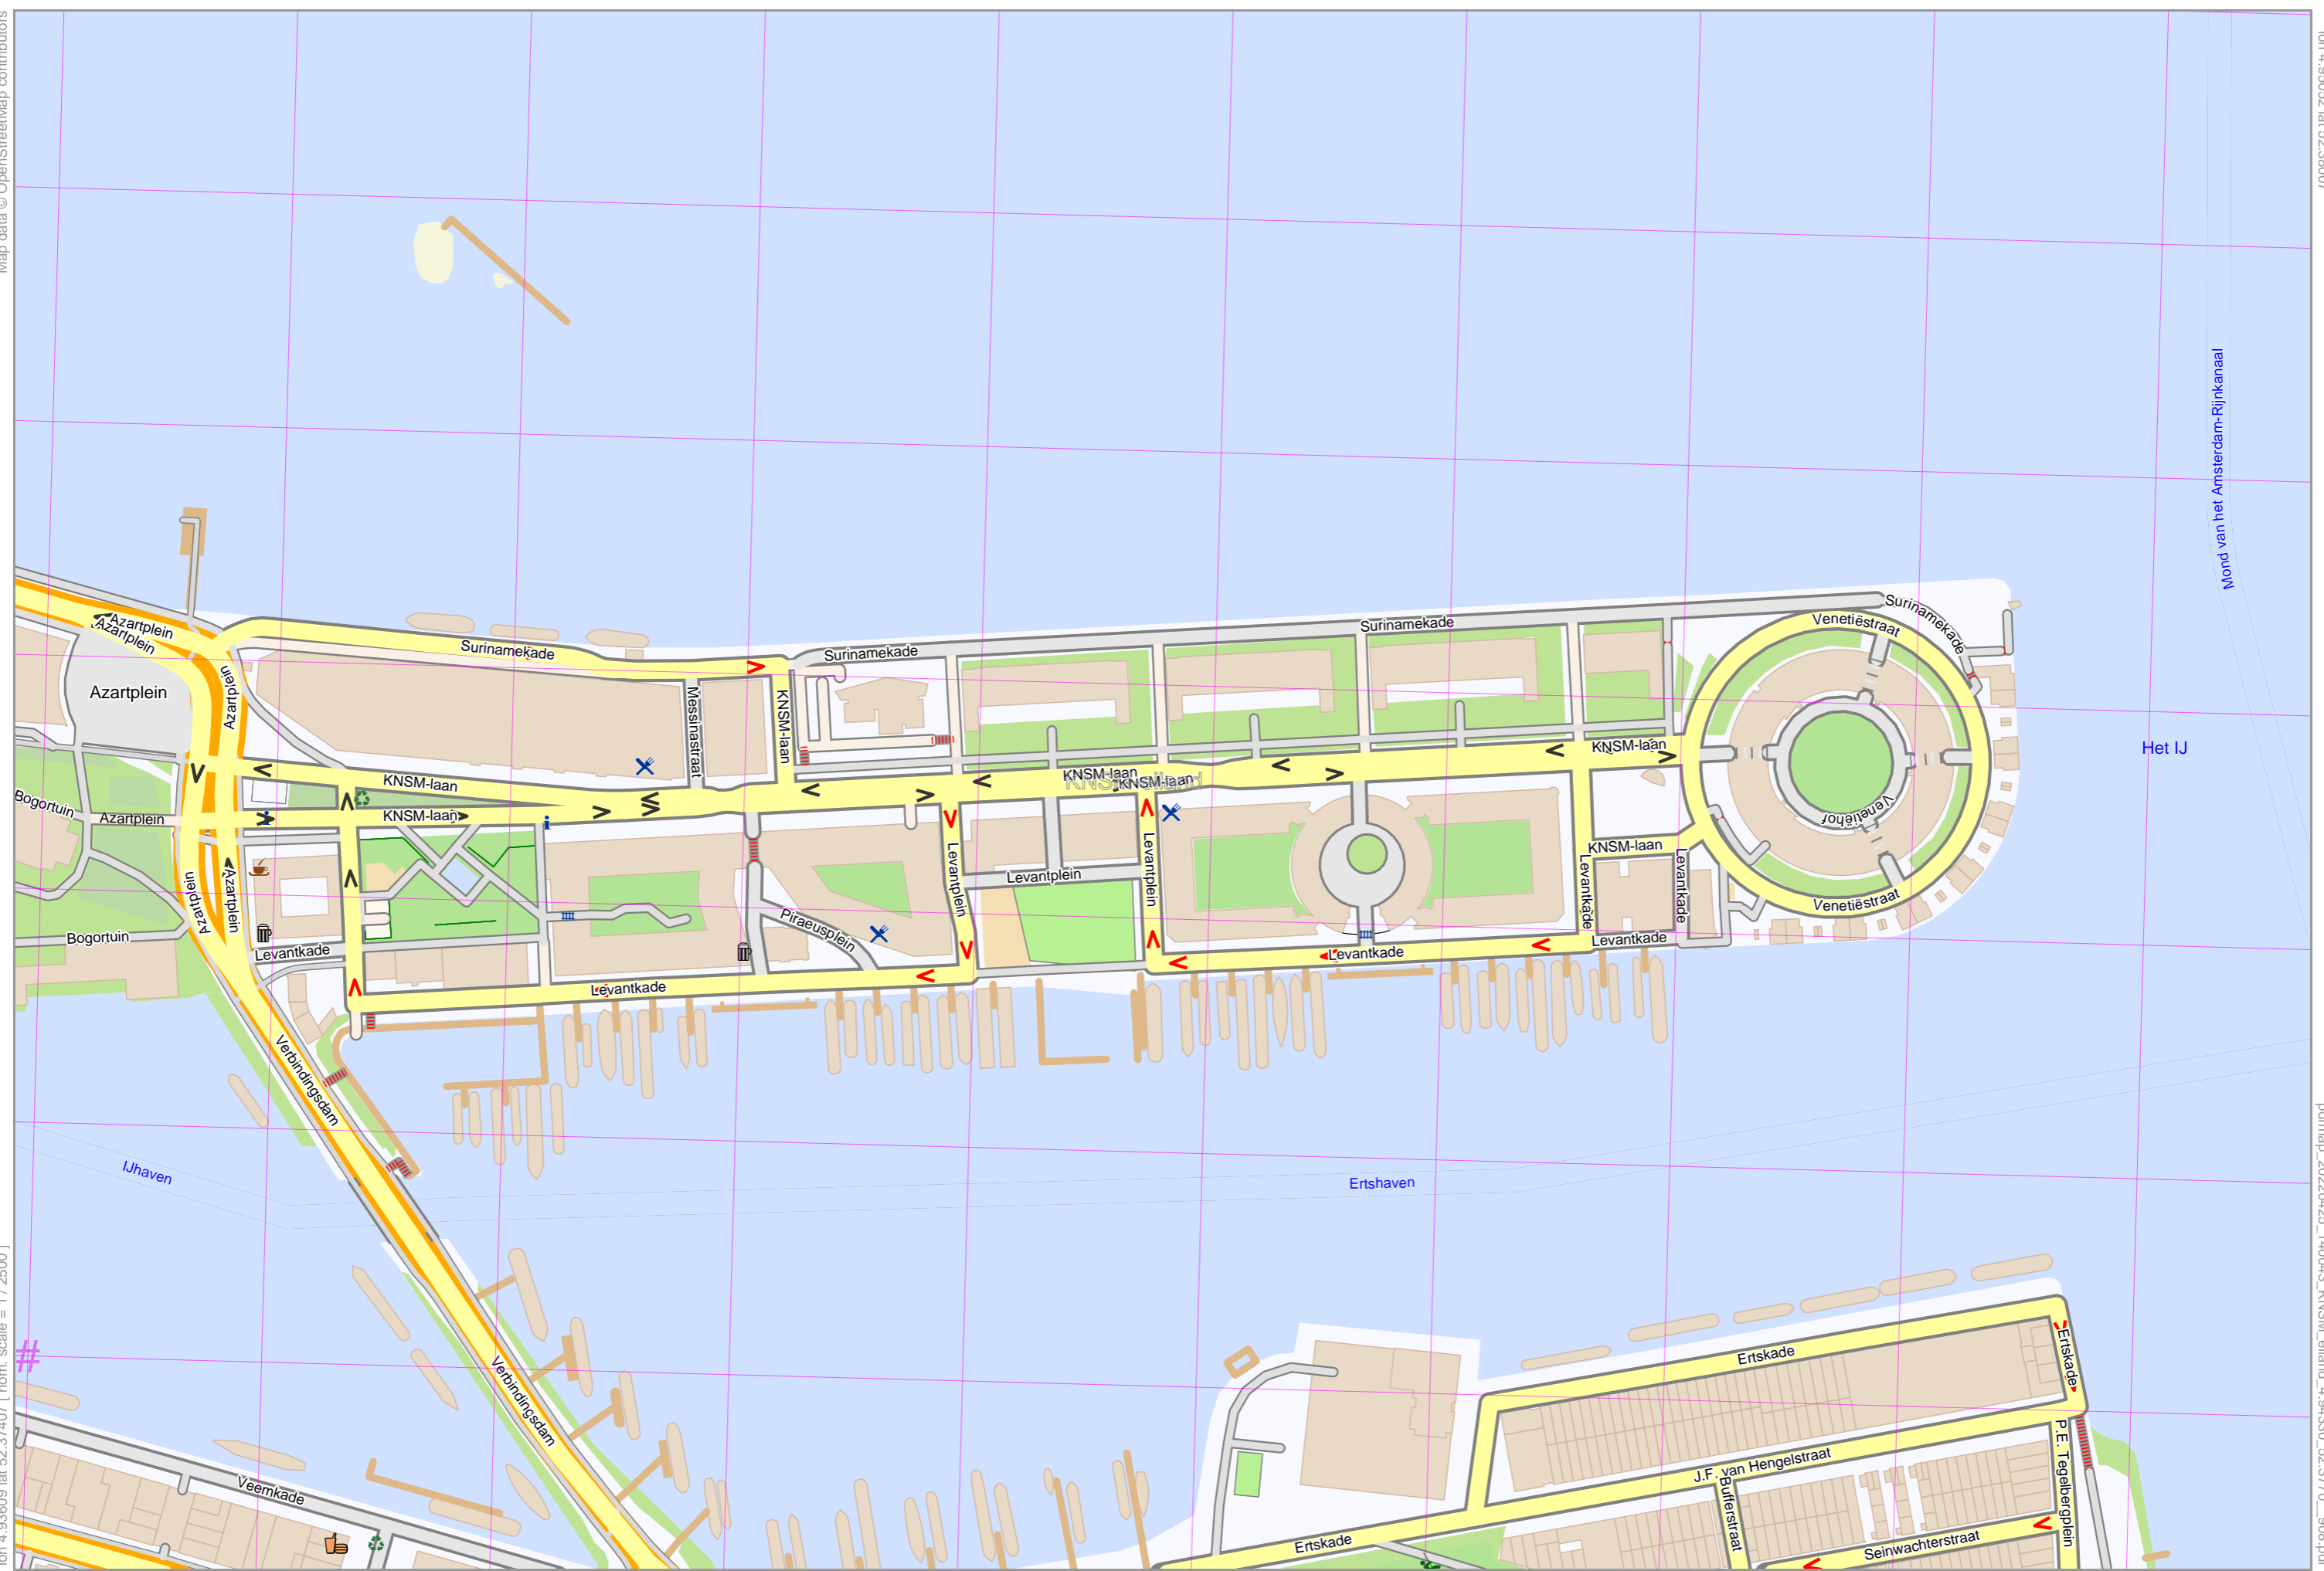 Map data © OpenStreetMap contributors
Mond van het Amsterdam-Rijnkanaal
Azartplein
Azartplein
Azartplein
Azartplein
Surinamekade
Surinamekade
Surinamekade
Surinamekade
Venetiëstraat
Messinastraat
KNSM-laan
KNSM-laan
KNSM-laan
KNSM-laan
KNSM-laan
KNSM-laan
KNSM-laan
Het IJ
Bogortuin
Azartplein
Venetiëhof
Levantplein
Levantplein
Levantplein
Levantkade
Levantkade
Azartplein
Azartplein
Bogortuin
Piraeusplein
Venetiëstraat
Levantkade
Levantkade
Levantkade
Levantkade
Verbindingsdam
IJhaven
Ertshaven
#
Ertskade
Ertskade
Verbindingsdam
J.F. van Hengelstraat
P.E. Tegelbergplein
Bufferstraat
Veemkade
Ertskade
Seinwachterstraat